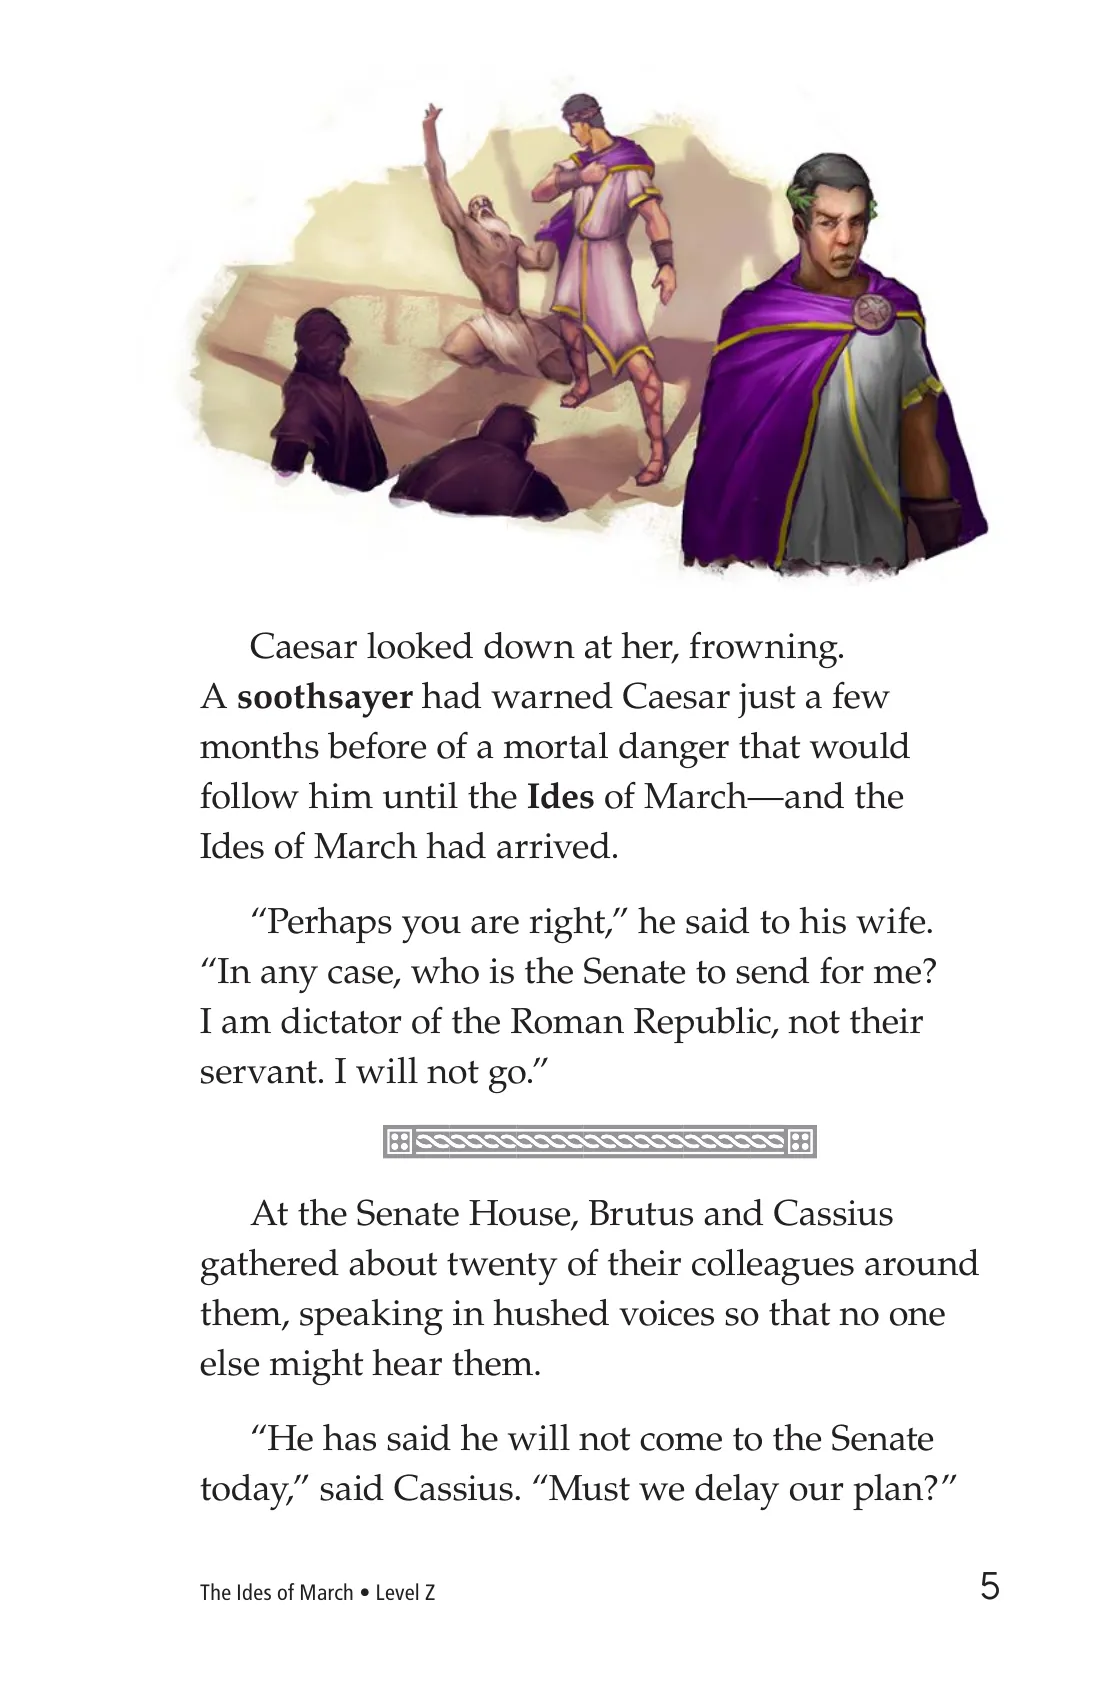 Caesar looked down at her, frowning.
A soothsayer had warned Caesar just a few
months before of a mortal danger that would
follow him until the Ides of March—and the
Ides of March had arrived.
“Perhaps you are right,” he said to his wife.
“In any case, who is the Senate to send for me?
I am dictator of the Roman Republic, not their
servant. I will not go.”
At the Senate House, Brutus and Cassius
gathered about twenty of their colleagues around
them, speaking in hushed voices so that no one
else might hear them.
“He has said he will not come to the Senate
today,” said Cassius. “Must we delay our plan?”
The Ides of March • Level Z 5